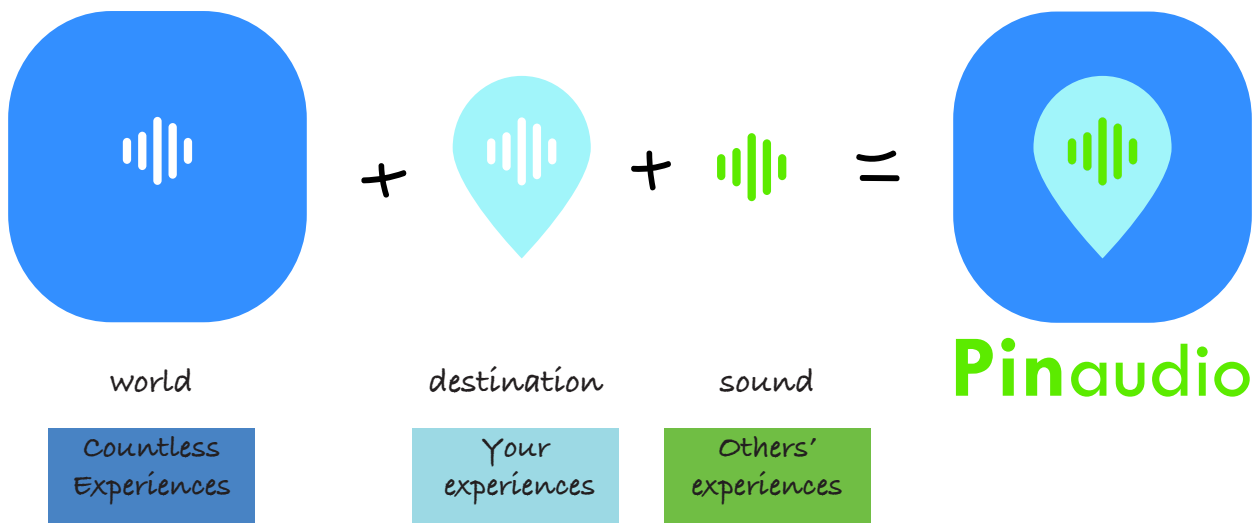 + + =
world destination sound Pinaudio
Countless Your Others'
Experiences experiences experiences